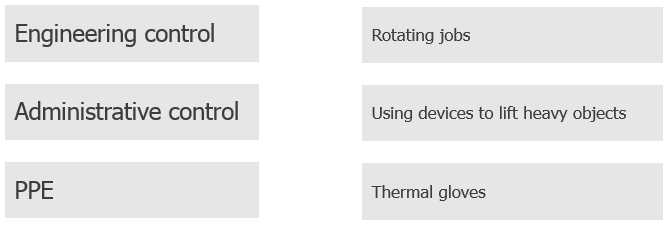 Engineering control
Rotating jobs
Administrative control
Using devices to lift heavy objects
PPE
Thermal gloves